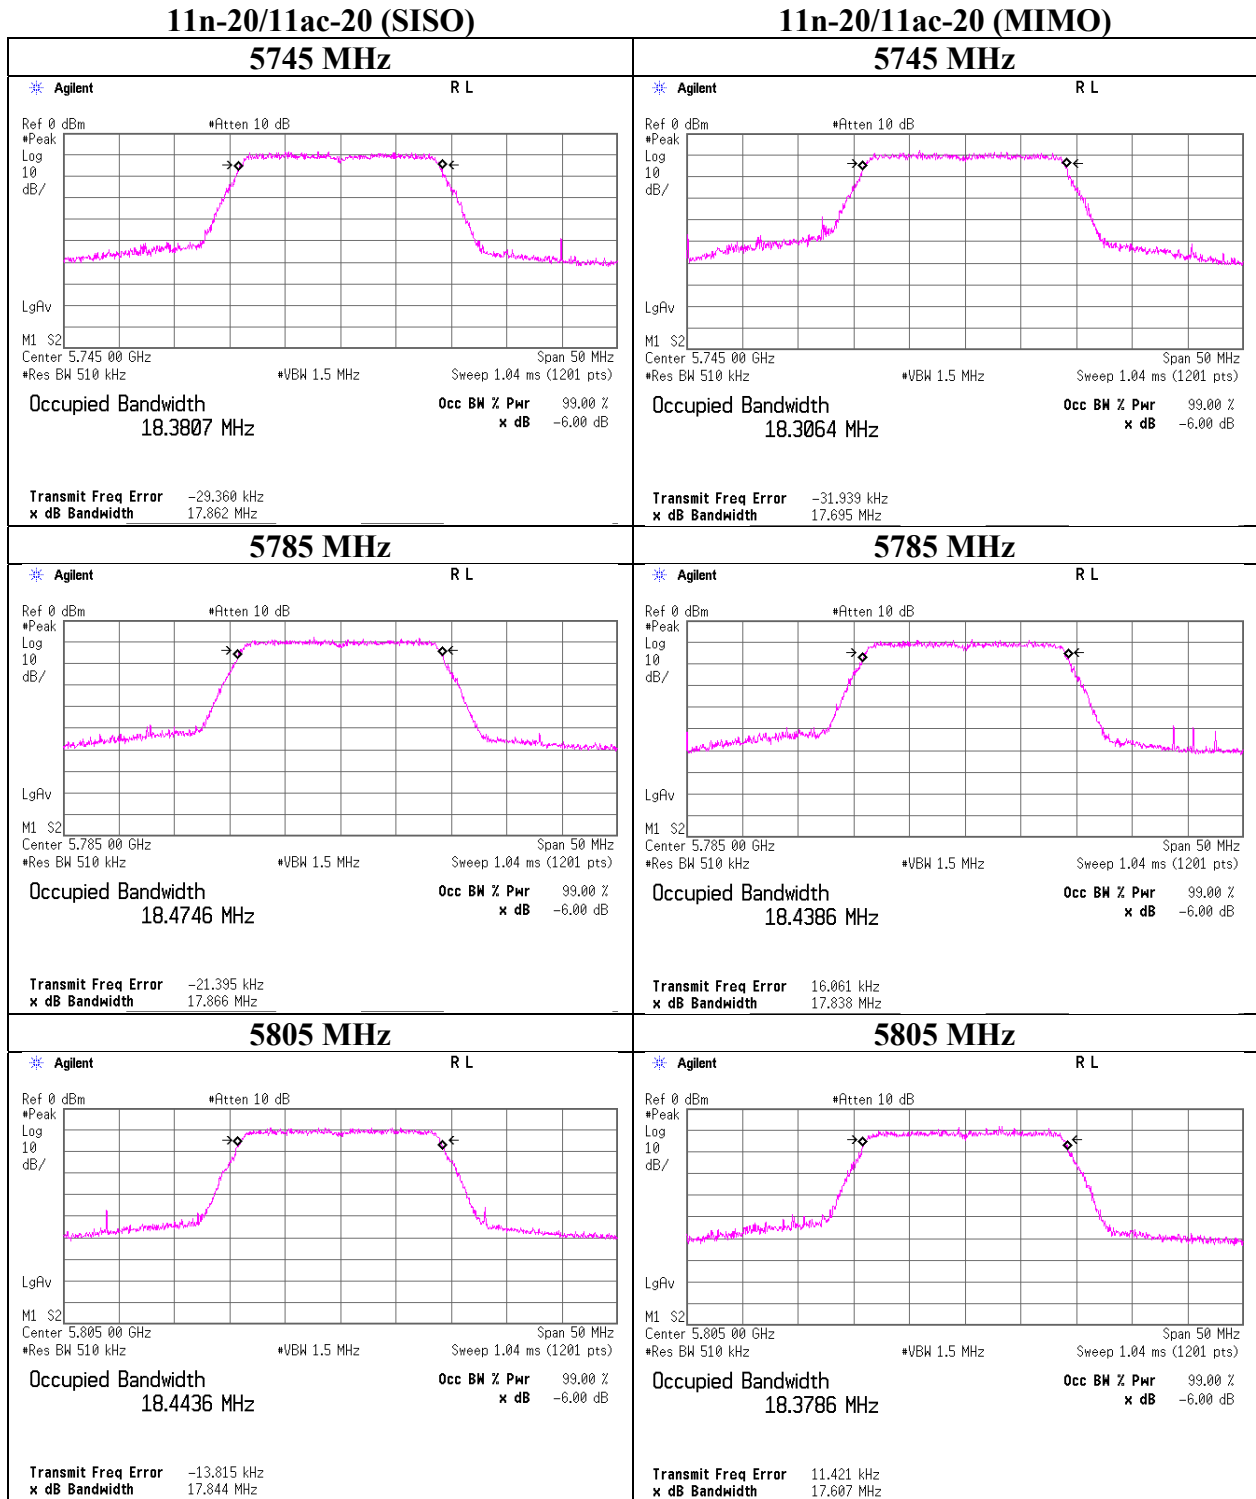 11n-20/11ac-20 (SISO)
11n-20/11ac-20 (MIMO)
5745 MHz
Agilent
R L
Ref 0 dBm
#Atten 10 dB
#Peak
Log
10
dB/
LgAv
M1 S2
Center 5.745 00 GHz
Span 50 MHz
#Res BW 510 kHz
#VBW 1.5 MHz
Sweep 1.04 ms (1201 pts)
Occupied Bandwidth
18.3807 MHz
Occ BW % Pwr 99.00 %
x dB -6.00 dB
Transmit Freq Error -29.360 kHz
x dB Bandwidth 17.862 MHz
5745 MHz
Agilent
R L
Ref 0 dBm
#Atten 10 dB
#Peak
Log
10
dB/
LgAv
M1 S2
Center 5.745 00 GHz
Span 50 MHz
#Res BW 510 kHz
#VBW 1.5 MHz
Sweep 1.04 ms (1201 pts)
Occupied Bandwidth
18.3064 MHz
Occ BW % Pwr 99.00 %
x dB -6.00 dB
Transmit Freq Error -31.939 kHz
x dB Bandwidth 17.695 MHz
5785 MHz
Agilent
R L
Ref 0 dBm
#Atten 10 dB
#Peak
Log
10
dB/
LgAv
M1 S2
Center 5.785 00 GHz
Span 50 MHz
#Res BW 510 kHz
#VBW 1.5 MHz
Sweep 1.04 ms (1201 pts)
Occupied Bandwidth
18.4746 MHz
Occ BW % Pwr 99.00 %
x dB -6.00 dB
Transmit Freq Error -21.395 kHz
x dB Bandwidth 17.866 MHz
5785 MHz
Agilent
R L
Ref 0 dBm
#Atten 10 dB
#Peak
Log
10
dB/
LgAv
M1 S2
Center 5.785 00 GHz
Span 50 MHz
#Res BW 510 kHz
#VBW 1.5 MHz
Sweep 1.04 ms (1201 pts)
Occupied Bandwidth
18.4386 MHz
Occ BW % Pwr 99.00 %
x dB -6.00 dB
Transmit Freq Error 16.061 kHz
x dB Bandwidth 17.838 MHz
5805 MHz
Agilent
R L
Ref 0 dBm
#Atten 10 dB
#Peak
Log
10
dB/
LgAv
M1 S2
Center 5.805 00 GHz
Span 50 MHz
#Res BW 510 kHz
#VBW 1.5 MHz
Sweep 1.04 ms (1201 pts)
Occupied Bandwidth
18.4436 MHz
Occ BW % Pwr 99.00 %
x dB -6.00 dB
Transmit Freq Error -13.815 kHz
x dB Bandwidth 17.844 MHz
5805 MHz
Agilent
R L
Ref 0 dBm
#Atten 10 dB
#Peak
Log
10
dB/
LgAv
M1 S2
Center 5.805 00 GHz
Span 50 MHz
#Res BW 510 kHz
#VBW 1.5 MHz
Sweep 1.04 ms (1201 pts)
Occupied Bandwidth
18.3786 MHz
Occ BW % Pwr 99.00 %
x dB -6.00 dB
Transmit Freq Error 11.421 kHz
x dB Bandwidth 17.607 MHz